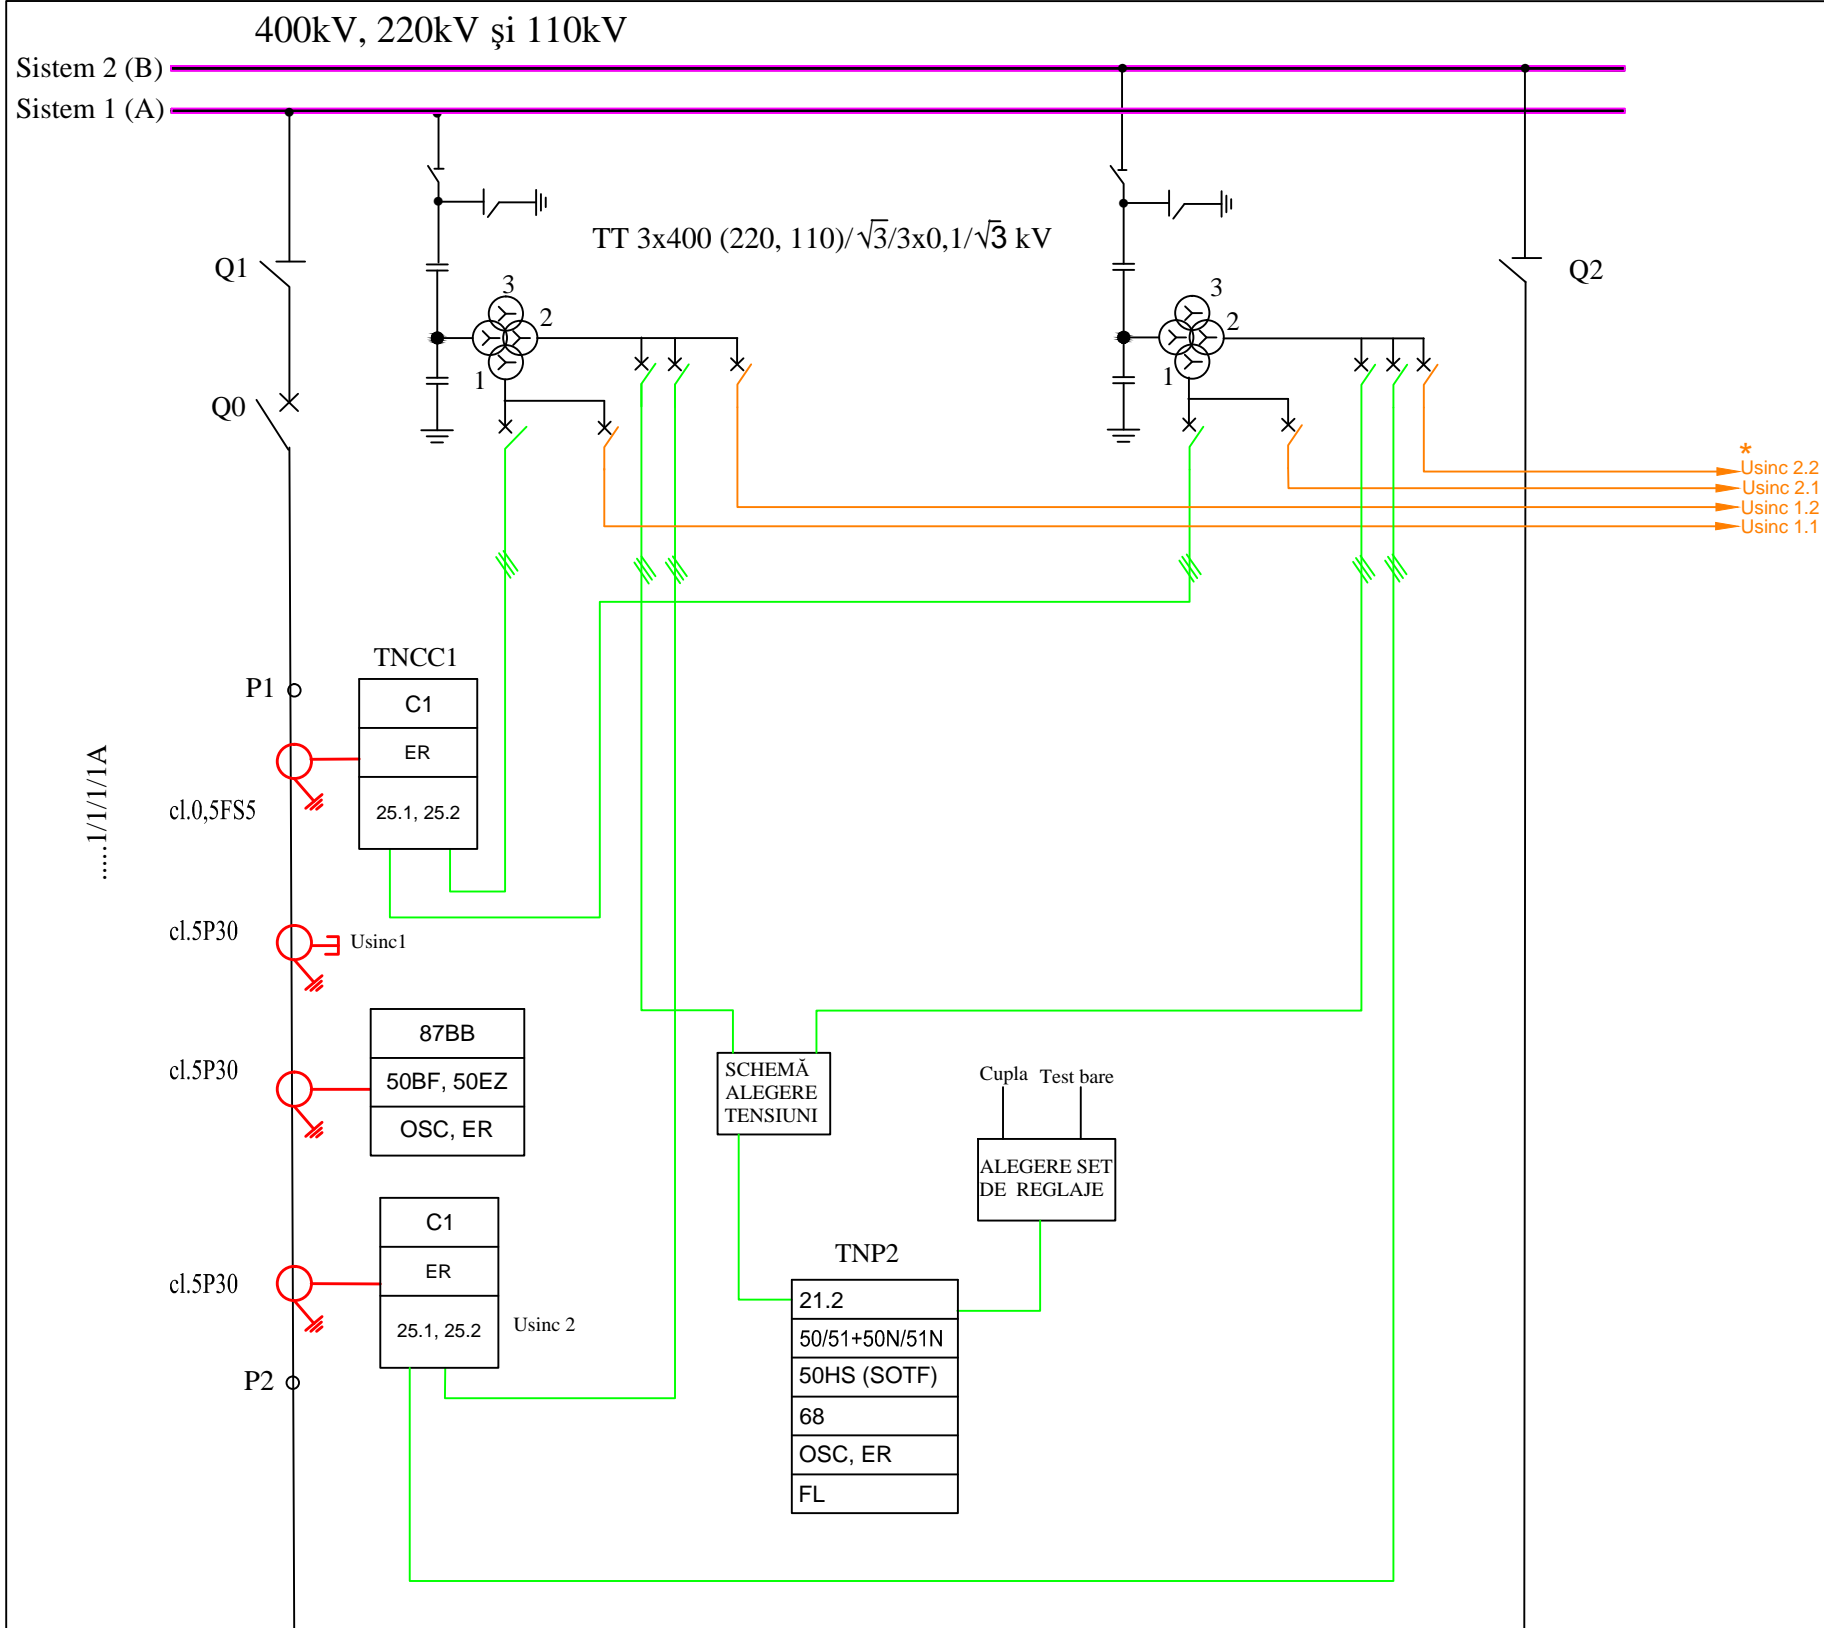 400kV, 220kV şi 110kV
Sistem 2 (B)
Sistem 1 (A)
TT 3x400 (220, 110)/√3/3x0,1/√3 kV
Q1
Q2
3
2
1
3
2
1
Q0
*
Usinc 2.2
Usinc 2.1
Usinc 1.2
Usinc 1.1
TNCC1
P1
C1
ER
25.1, 25.2
.....1/1/1/1/1A
cl.0,5FS5
cl.5P30
Usinc1
87BB
50BF, 50EZ
OSC, ER
cl.5P30
SCHEMĂ
ALEGERE
TENSIUNI
Cupla
Test bare
ALEGERE SET
DE REGLAJE
C1
ER
25.1, 25.2
Usinc 2
cl.5P30
P2
TNP2
21.2
50/51+50N/51N
50HS (SOTF)
68
OSC, ER
FL